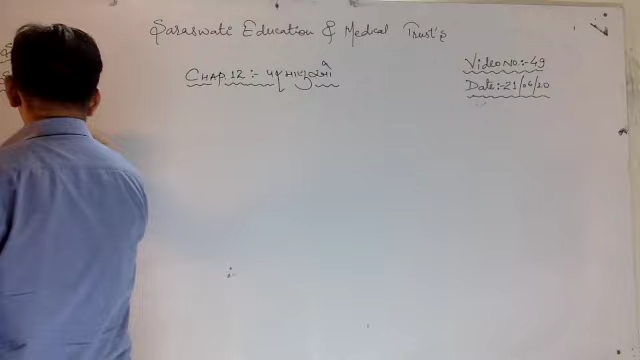 Saraswati Education & Medical Trust's
CHAP. 12 :-
Video NO. :- 49
Date :- 21/06/20